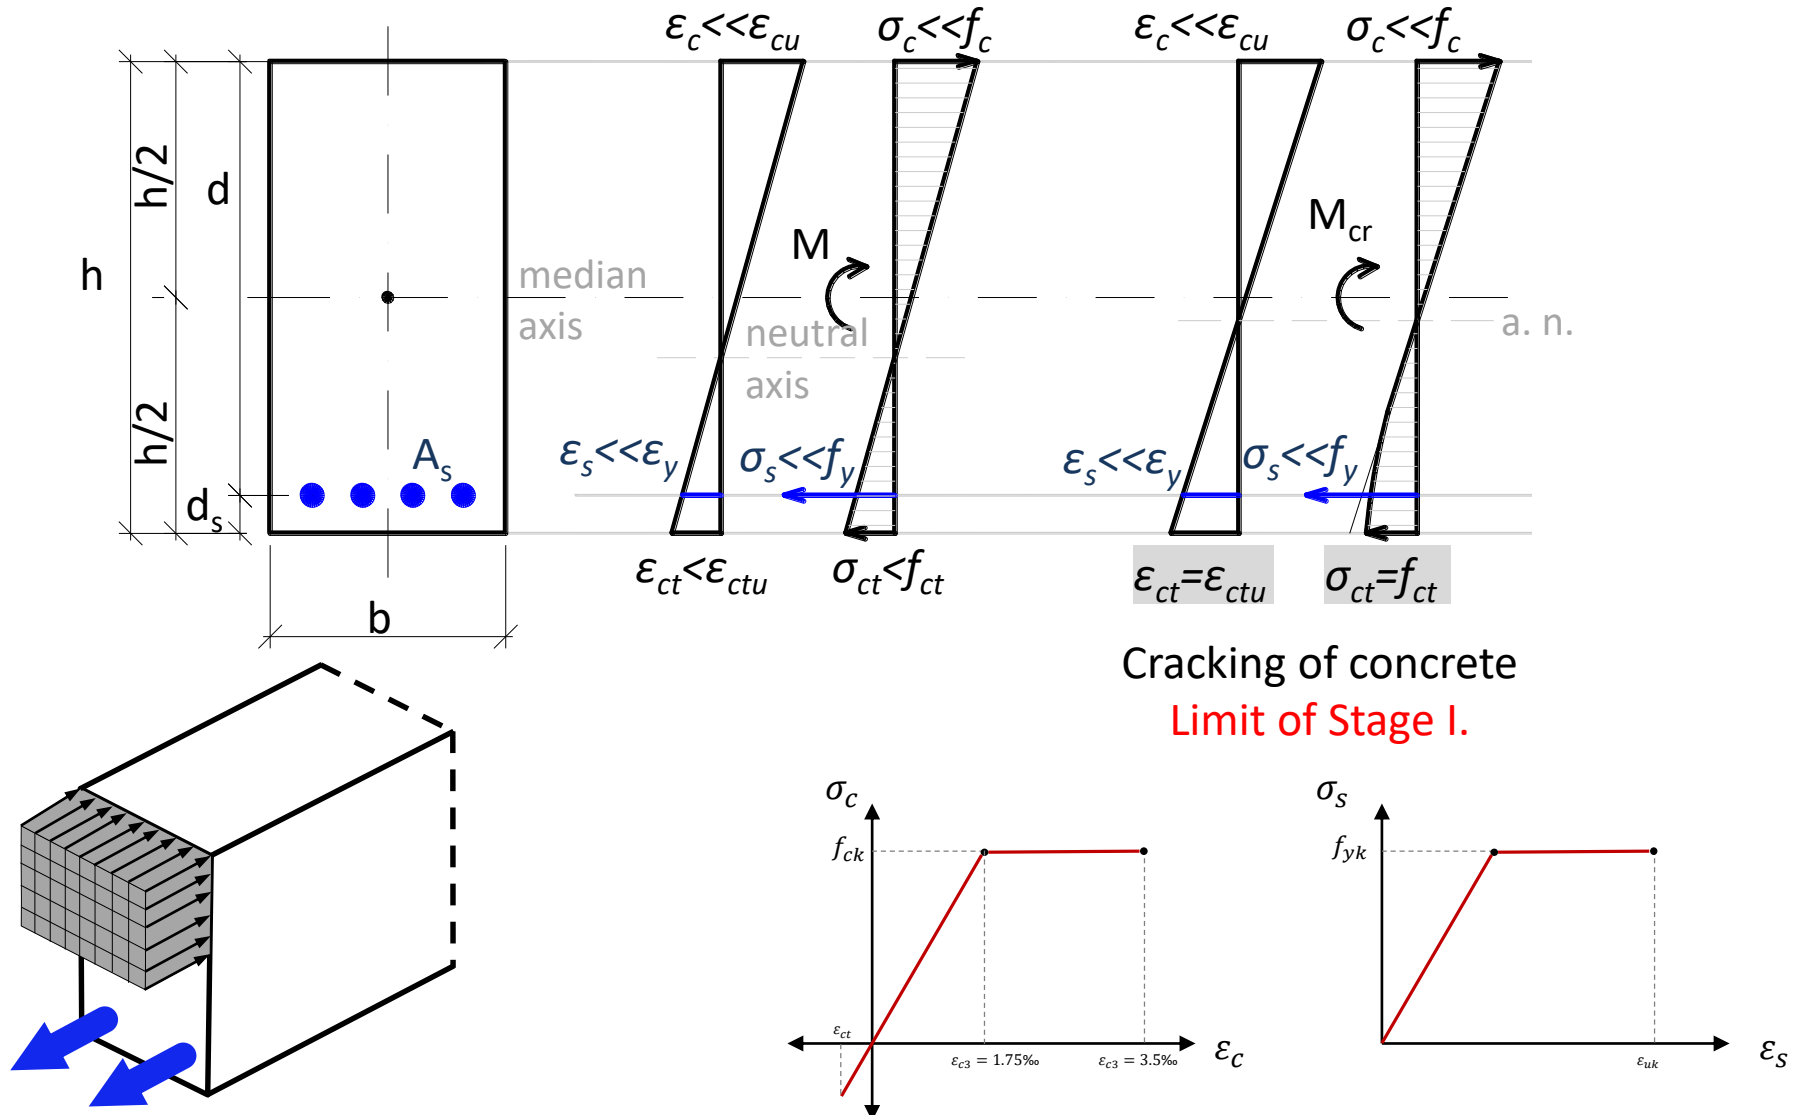 εc<<εcu
σc<<fc
εc<<εcu
σc<<fc
h
h/2
d
h/2
ds
As
b
median
axis
M
neutral
axis
Mcr
a. n.
εs<<εy
σs<<fy
εs<<εy
σs<<fy
εct<εctu
σct<fct
εct=εctu
σct=fct
Cracking of concrete
Limit of Stage I.
σc
fck
εct
εc3 = 1.75‰
εc3 = 3.5‰
εc
σs
fyk
εuk
εs